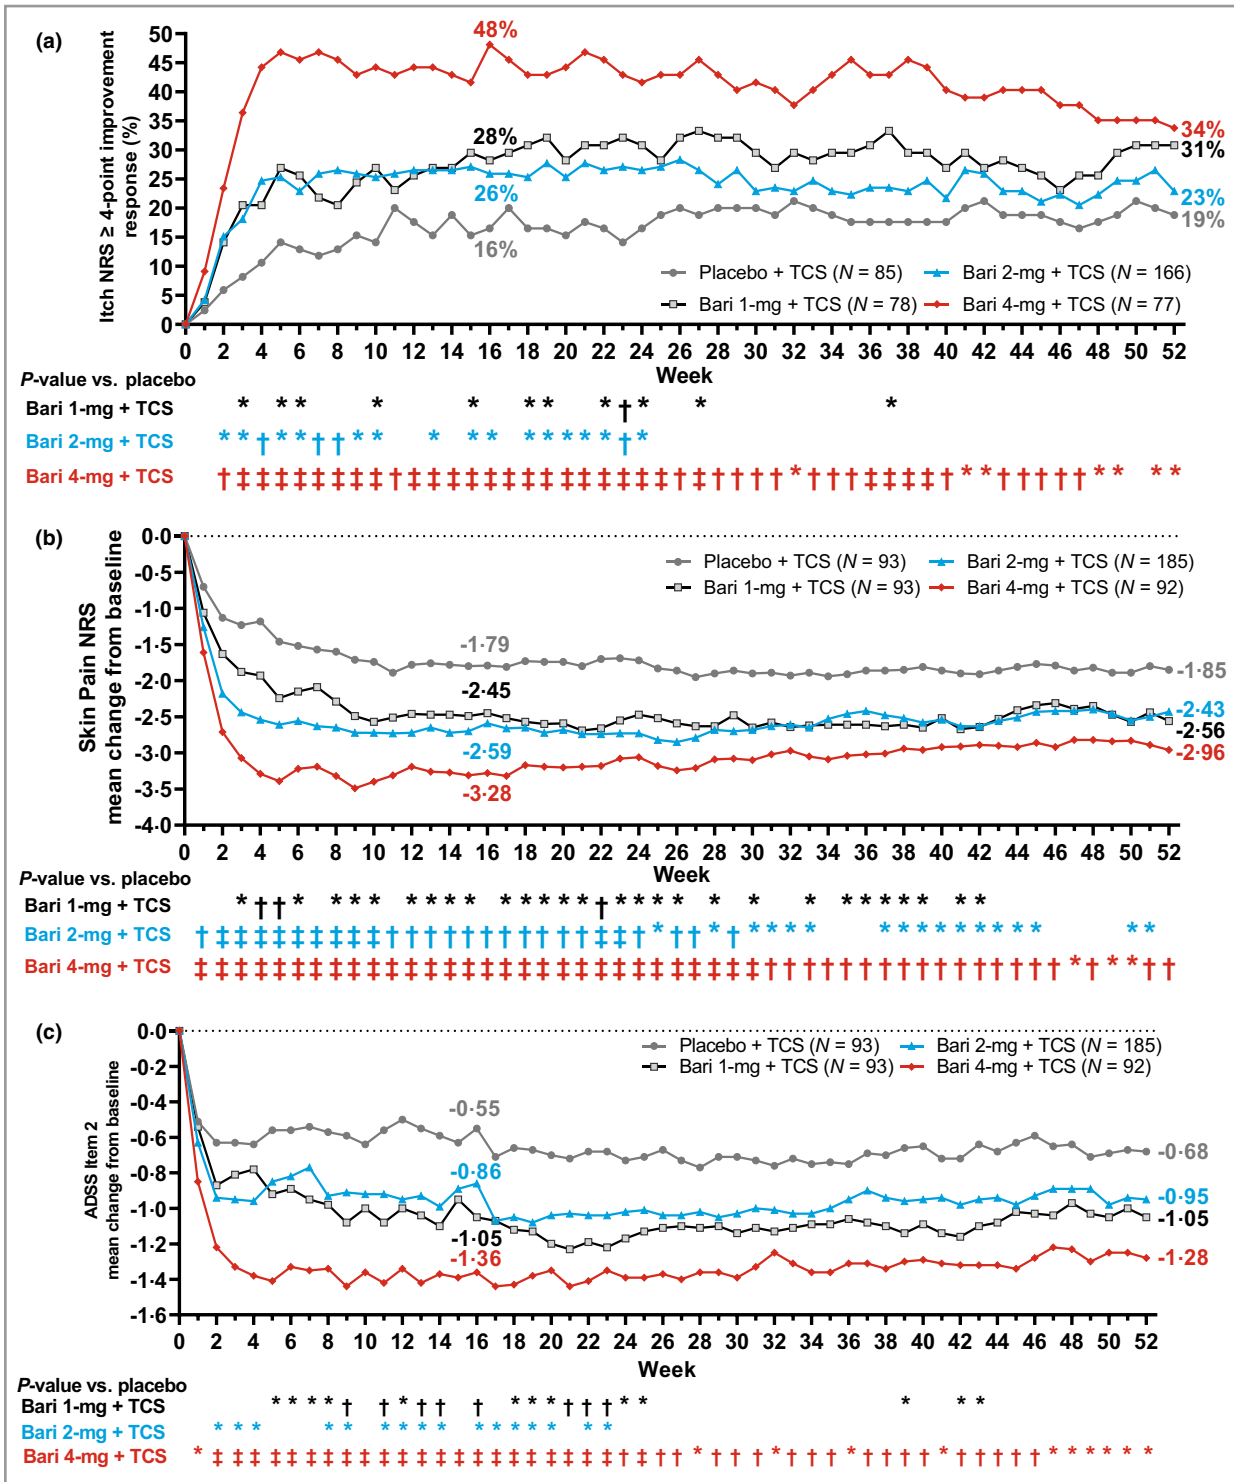 (a)
Itch NRS ≥ 4-point improvement
response (%)
50
45
40
35
30
25
20
15
10
5
0
48%
28%
26%
16%
34%
31%
23%
19%
Placebo + TCS (N = 85)
Bari 2-mg + TCS (N = 166)
Bari 1-mg + TCS (N = 78)
Bari 4-mg + TCS (N = 77)
0 2 4 6 8 10 12 14 16 18 20 22 24 26 28 30 32 34 36 38 40 42 44 46 48 50 52
Week
P-value vs. placebo
Bari 1-mg + TCS * * * * * * * * † * * *
Bari 2-mg + TCS * * † * * † † * * * * * * * * * * † *
Bari 4-mg + TCS † ‡ ‡ ‡ ‡ ‡ ‡ ‡ ‡ † ‡ ‡ ‡ ‡ ‡ ‡ ‡ ‡ ‡ ‡ ‡ ‡ ‡ ‡ † ‡ † † † † * † † † ‡ ‡ ‡ ‡ † * * † † † † † * * * *
(b)
Skin Pain NRS
mean change from baseline
0·0
-0·5
-1·0
-1·5
-2·0
-2·5
-3·0
-3·5
-4·0
Placebo + TCS (N = 93)
Bari 2-mg + TCS (N = 185)
Bari 1-mg + TCS (N = 93)
Bari 4-mg + TCS (N = 92)
-1·79
-2·45
-2·59
-3·28
-1·85
-2·43
-2·56
-2·96
0 2 4 6 8 10 12 14 16 18 20 22 24 26 28 30 32 34 36 38 40 42 44 46 48 50 52
Week
P-value vs. placebo
Bari 1-mg + TCS * † † * * * * * * * * * * * * * † * * * * * * * * * * * * * *
Bari 2-mg + TCS † ‡ ‡ ‡ ‡ ‡ ‡ ‡ ‡ ‡ † † † † † † † † † † † ‡ ‡ † * † † * † * * * * * * * * * * * * * * *
Bari 4-mg + TCS ‡ ‡ ‡ ‡ ‡ ‡ ‡ ‡ ‡ ‡ ‡ ‡ ‡ ‡ ‡ ‡ ‡ ‡ ‡ ‡ ‡ ‡ ‡ ‡ ‡ ‡ ‡ ‡ ‡ ‡ † † † † † † † † † † † † † † † † * † * * † †
(c)
ADSS Item 2
mean change from baseline
0·0
-0·2
-0·4
-0·6
-0·8
-1·0
-1·2
-1·4
-1·6
Placebo + TCS (N = 93)
Bari 2-mg + TCS (N = 185)
Bari 1-mg + TCS (N = 93)
Bari 4-mg + TCS (N = 92)
-0·55
-0·86
-1·05
-1·36
-0·68
-0·95
-1·05
-1·28
0 2 4 6 8 10 12 14 16 18 20 22 24 26 28 30 32 34 36 38 40 42 44 46 48 50 52
Week
P-value vs. placebo
Bari 1-mg + TCS * * * * † † * † † † * * * † † † * * * * *
Bari 2-mg + TCS * * * * * * * * * * * * * * * *
Bari 4-mg + TCS * ‡ ‡ ‡ ‡ ‡ ‡ ‡ ‡ ‡ ‡ ‡ ‡ ‡ ‡ ‡ ‡ ‡ ‡ ‡ ‡ ‡ ‡ † ‡ † † * † † † * † † † * † † † † * † † † † † * * * * * *